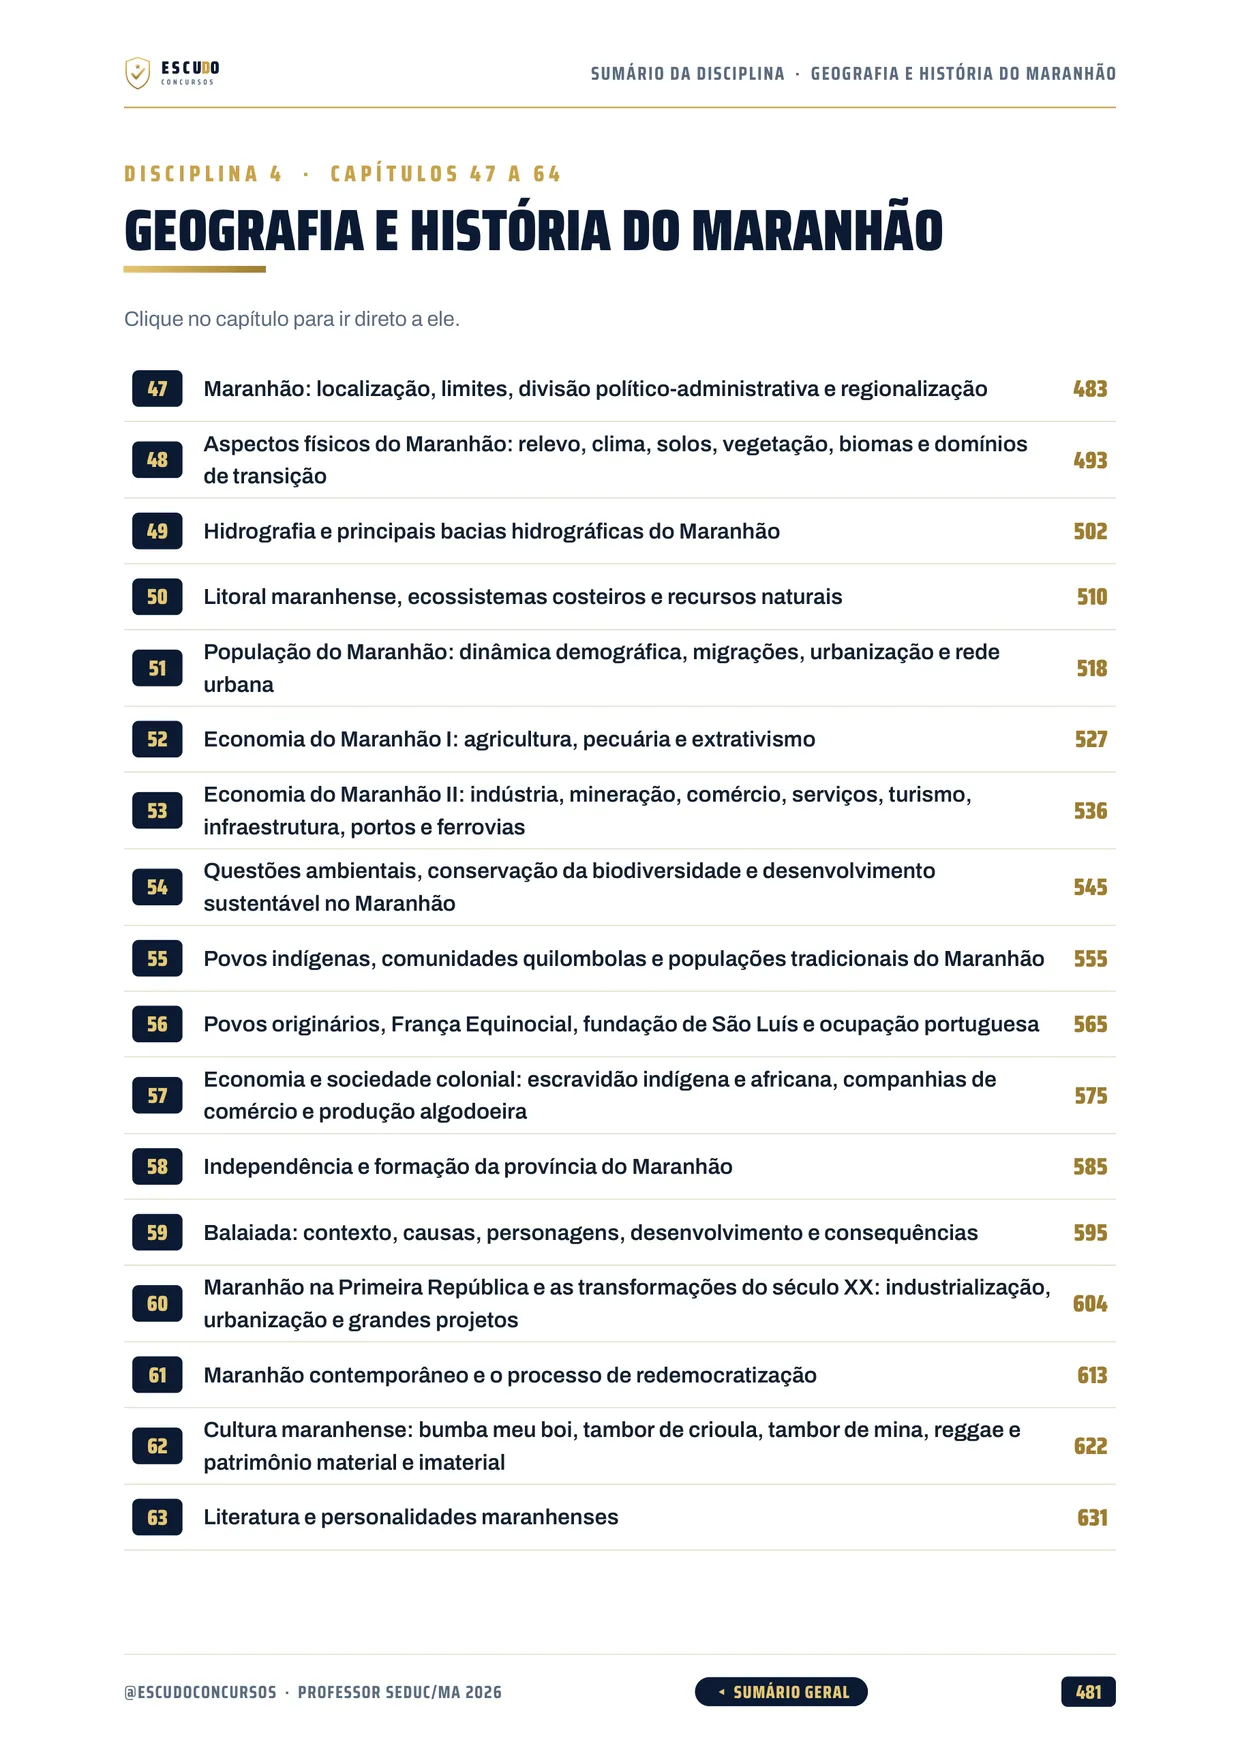 ESCUDO
CONCURSOS
SUMÁRIO DA DISCIPLINA · GEOGRAFIA E HISTÓRIA DO MARANHÃO
DISCIPLINA 4 · CAPÍTULOS 47 A 64
GEOGRAFIA E HISTÓRIA DO MARANHÃO
Clique no capítulo para ir direto a ele.
47 Maranhão: localização, limites, divisão político-administrativa e regionalização 483
48 Aspectos físicos do Maranhão: relevo, clima, solos, vegetação, biomas e domínios
de transição 493
49 Hidrografia e principais bacias hidrográficas do Maranhão 502
50 Litoral maranhense, ecossistemas costeiros e recursos naturais 510
51 População do Maranhão: dinâmica demográfica, migrações, urbanização e rede
urbana 518
52 Economia do Maranhão I: agricultura, pecuária e extrativismo 527
53 Economia do Maranhão II: indústria, mineração, comércio, serviços, turismo,
infraestrutura, portos e ferrovias 536
54 Questões ambientais, conservação da biodiversidade e desenvolvimento
sustentável no Maranhão 545
55 Povos indígenas, comunidades quilombolas e populações tradicionais do Maranhão 555
56 Povos originários, França Equinocial, fundação de São Luís e ocupação portuguesa 565
57 Economia e sociedade colonial: escravidão indígena e africana, companhias de
comércio e produção algodoeira 575
58 Independência e formação da província do Maranhão 585
59 Balaiada: contexto, causas, personagens, desenvolvimento e consequências 595
60 Maranhão na Primeira República e as transformações do século XX: industrialização,
urbanização e grandes projetos 604
61 Maranhão contemporâneo e o processo de redemocratização 613
62 Cultura maranhense: bumba meu boi, tambor de crioula, tambor de mina, reggae e
patrimônio material e imaterial 622
63 Literatura e personalidades maranhenses 631
@ESCUDOCONCURSOS · PROFESSOR SEDUC/MA 2026
SUMÁRIO GERAL
481